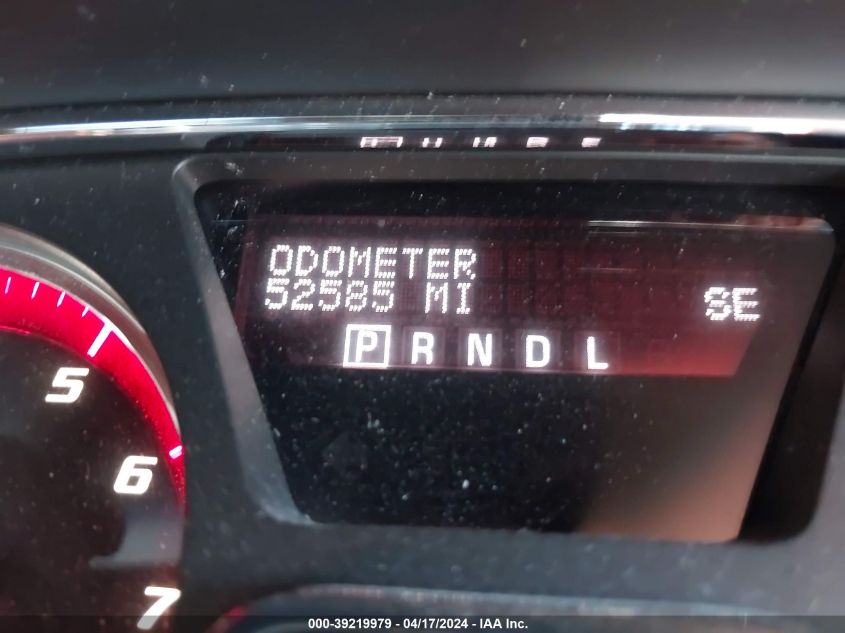 ODOMETER
52585 MI SE
P R N D L
5
6
7
000-39219979 - 04/17/2024 - IAA Inc.